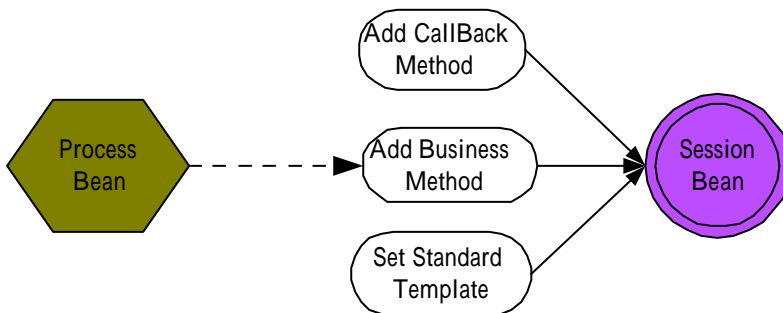 Add CallBack
Method
Process
Bean
Add Business
Method
Session
Bean
Set Standard
Template